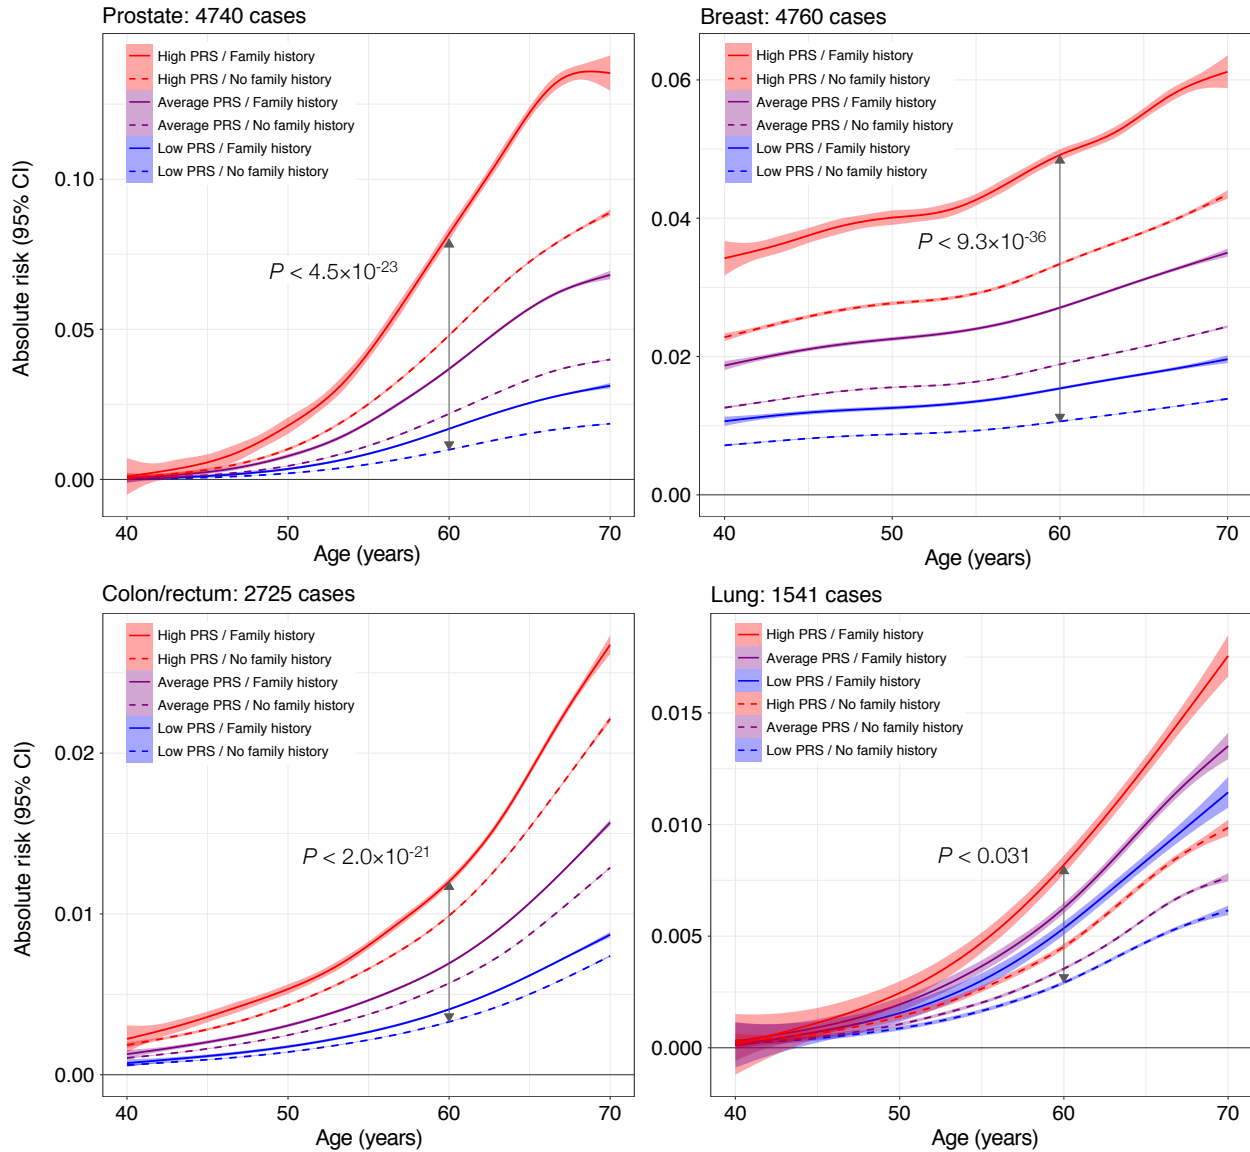 Prostate: 4740 cases
High PRS / Family history
High PRS / No family history
Average PRS / Family history
Average PRS / No family history
Low PRS / Family history
Low PRS / No family history
P < 4.5×10⁻²³
Absolute risk (95% CI)
0.10
0.05
0.00
40 50 60 70
Age (years)
Breast: 4760 cases
High PRS / Family history
High PRS / No family history
Average PRS / Family history
Average PRS / No family history
Low PRS / Family history
Low PRS / No family history
P < 9.3×10⁻³⁶
0.06
0.04
0.02
0.00
40 50 60 70
Age (years)
Colon/rectum: 2725 cases
High PRS / Family history
High PRS / No family history
Average PRS / Family history
Average PRS / No family history
Low PRS / Family history
Low PRS / No family history
P < 2.0×10⁻²¹
Absolute risk (95% CI)
0.02
0.01
0.00
40 50 60 70
Age (years)
Lung: 1541 cases
High PRS / Family history
Average PRS / Family history
Low PRS / Family history
High PRS / No family history
Average PRS / No family history
Low PRS / No family history
P < 0.031
0.015
0.010
0.005
0.000
40 50 60 70
Age (years)